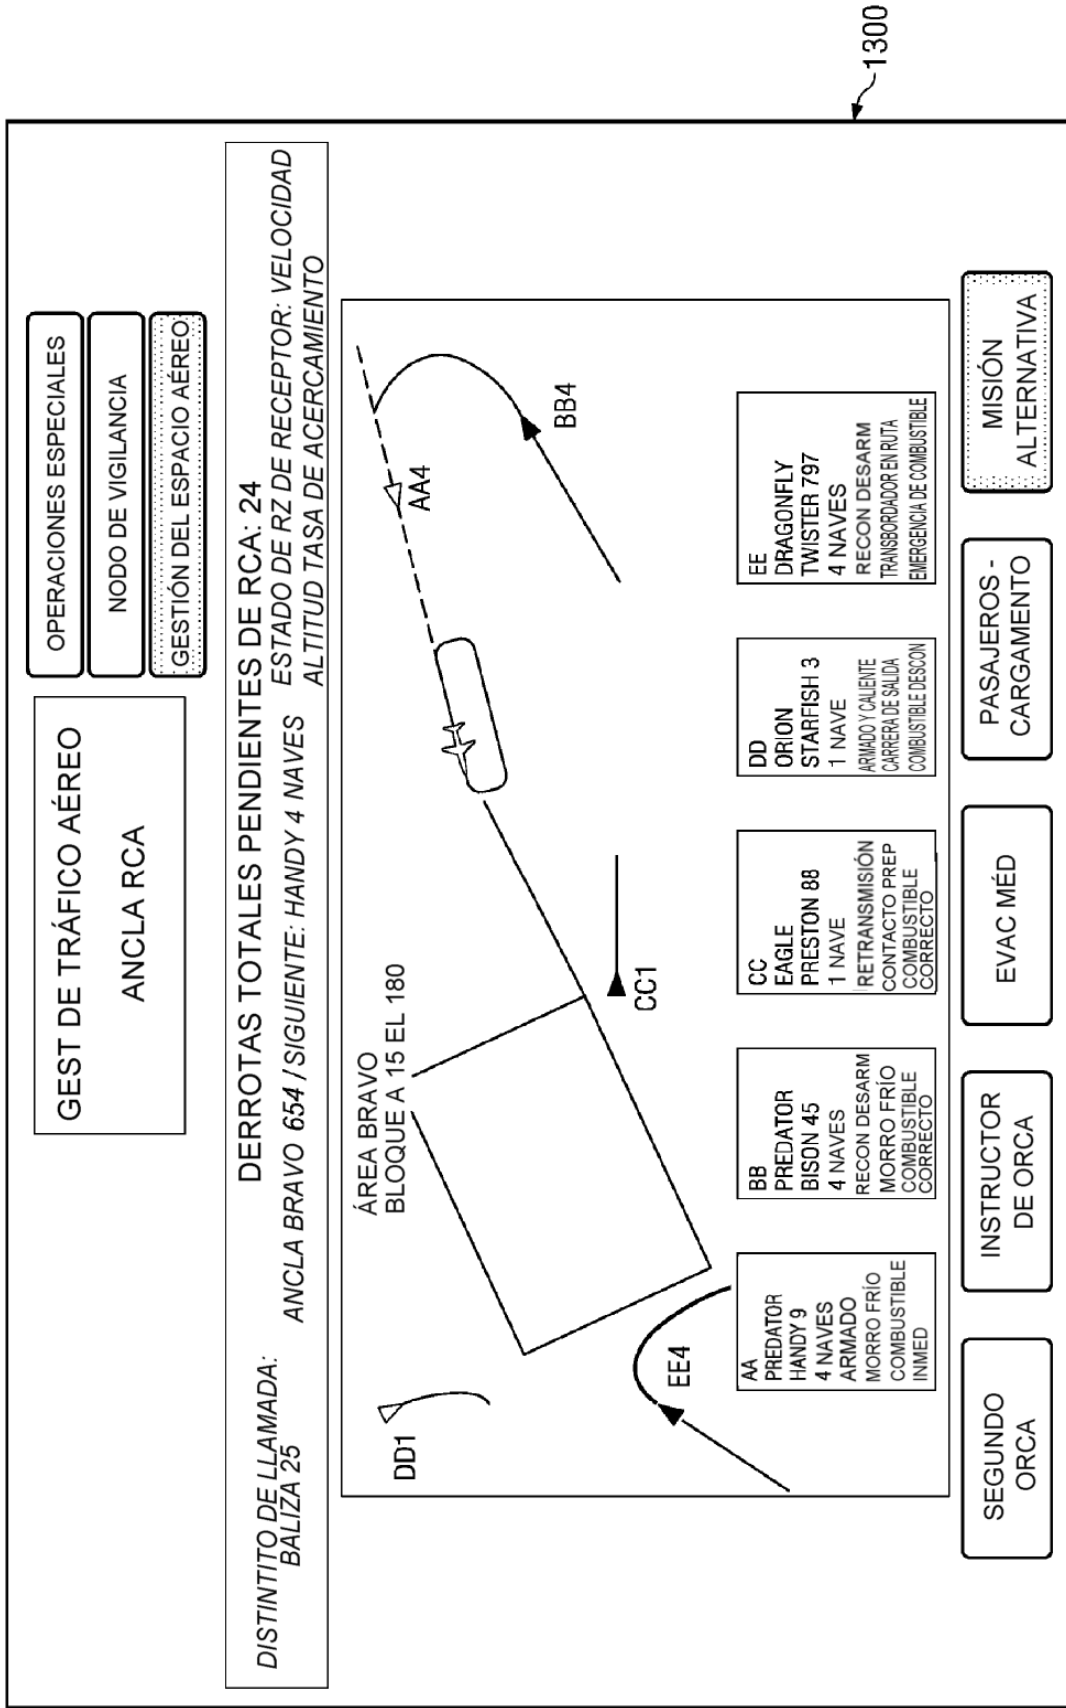 GEST DE TRÁFICO AÉREO
ANCLA RCA
OPERACIONES ESPECIALES
NODO DE VIGILANCIA
GESTIÓN DEL ESPACIO AÉREO
DERROTAS TOTALES PENDIENTES DE RCA: 24
DISTINTITO DE LLAMADA:
BALIZA 25
ANCLA BRAVO 654 / SIGUIENTE: HANDY 4 NAVES
ESTADO DE RZ DE RECEPTOR: VELOCIDAD
ALTITUD TASA DE ACERCAMIENTO
ÁREA BRAVO
BLOQUE A 15 EL 180
DD1
EE4
CC1
AA4
BB4
AA
PREDATOR
HANDY 9
4 NAVES
ARMADO
MORRO FRÍO
COMBUSTIBLE
INMED
BB
PREDATOR
BISON 45
4 NAVES
RECON DESARM
MORRO FRÍO
COMBUSTIBLE
CORRECTO
CC
EAGLE
PRESTON 88
1 NAVE
RETRANSMISIÓN
CONTACTO PREP
COMBUSTIBLE
CORRECTO
DD
ORION
STARFISH 3
1 NAVE
ARMADO Y CALIENTE
CARRERA DE SALIDA
COMBUSTIBLE DESCON
EE
DRAGONFLY
TWISTER 797
4 NAVES
RECON DESARM
TRANSBORDADOR EN RUTA
EMERGENCIA DE COMBUSTIBLE
SEGUNDO
ORCA
INSTRUCTOR
DE ORCA
EVAC MÉD
PASAJEROS -
CARGAMENTO
MISIÓN
ALTERNATIVA
1300